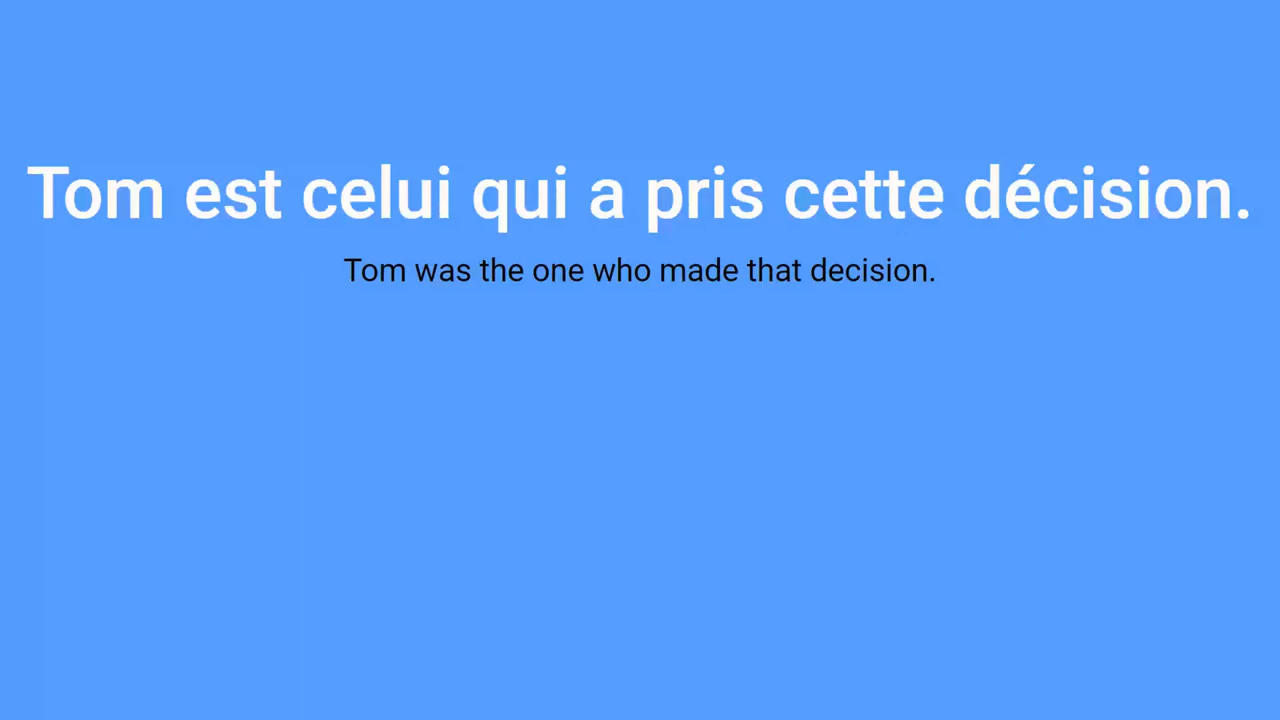 Tom est celui qui a pris cette décision.
Tom was the one who made that decision.